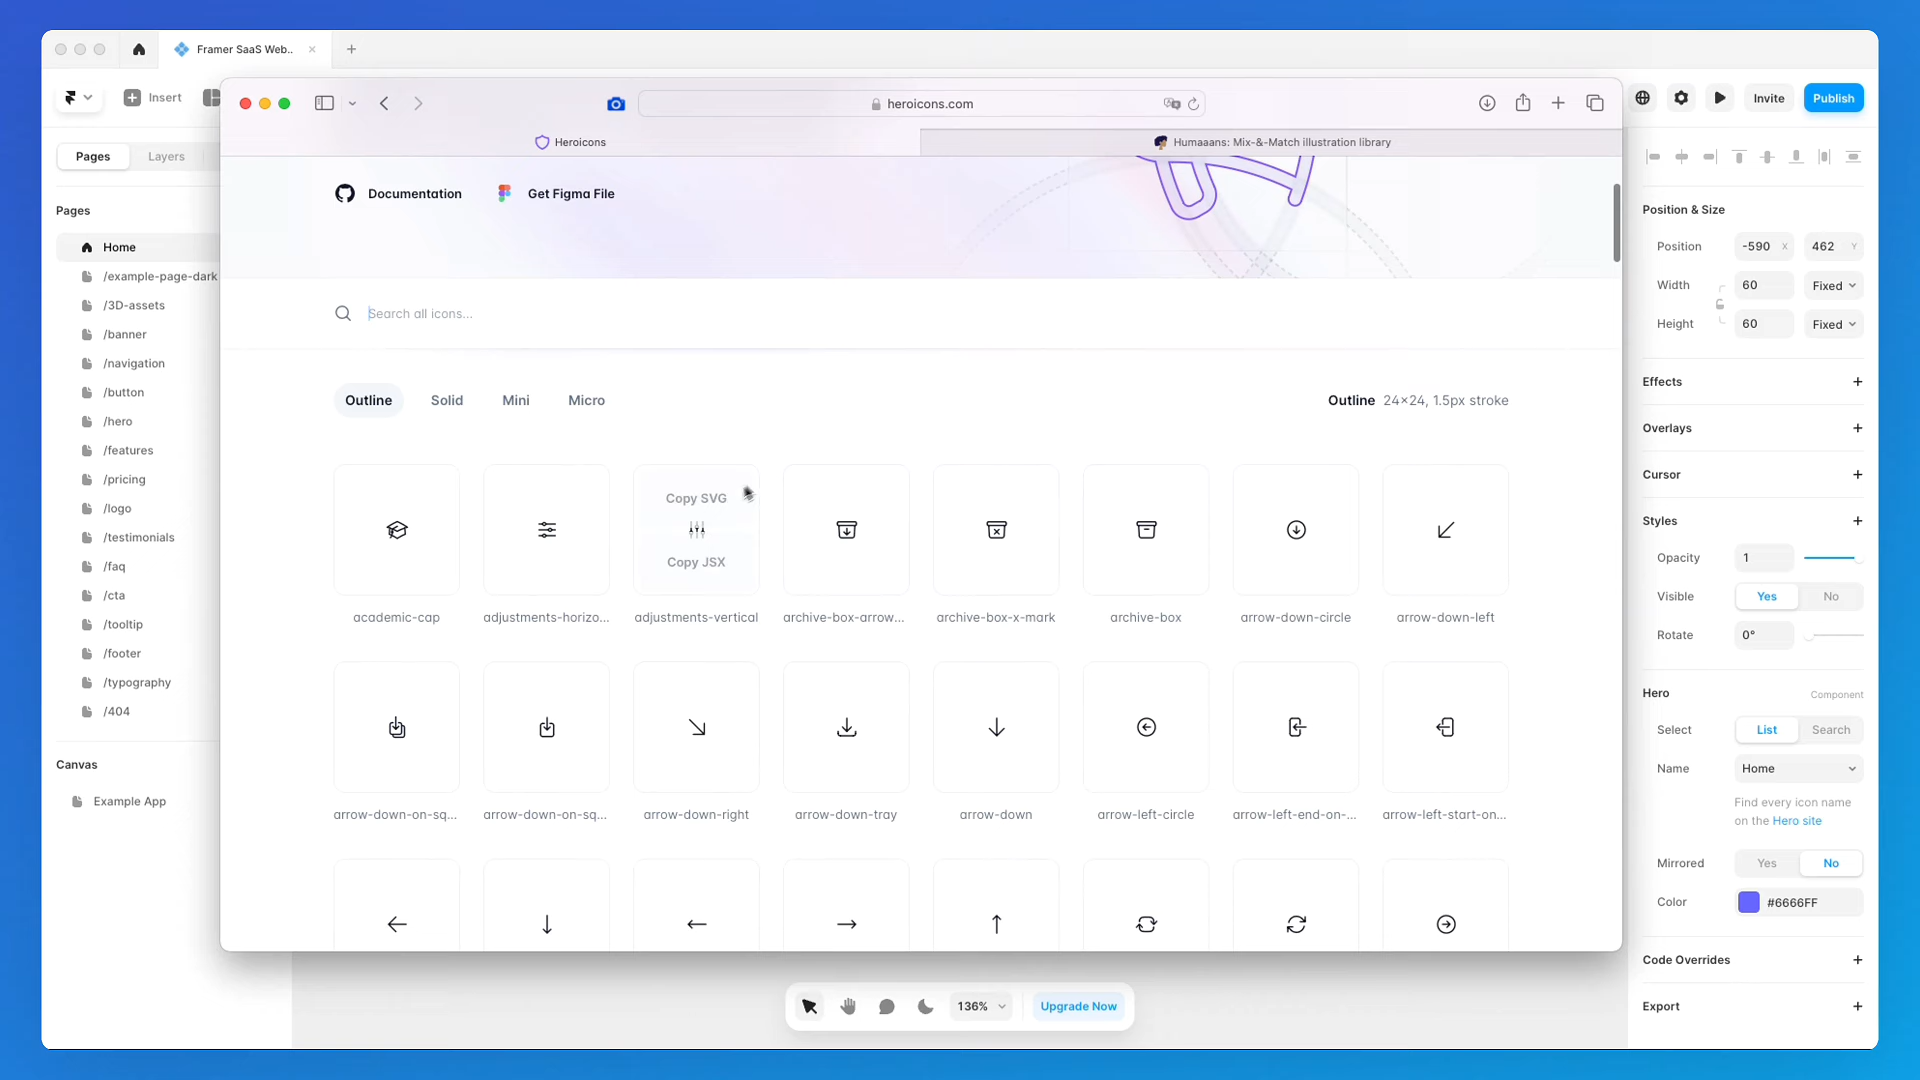 Framer SaaS Web..
Insert
heroicons.com
Invite
Publish
Heroicons
Humaaans: Mix-&-Match illustration library
Pages
Layers
Documentation
Get Figma File
Pages
Home
/example-page-dark
/3D-assets
/banner
/navigation
/button
/hero
/features
/pricing
/logo
/testimonials
/faq
/cta
/tooltip
/footer
/typography
/404
Canvas
Example App
Search all icons...
Outline
Solid
Mini
Micro
Outline 24×24, 1.5px stroke
Copy SVG
Copy JSX
academic-cap
adjustments-horizo...
adjustments-vertical
archive-box-arrow...
archive-box-x-mark
archive-box
arrow-down-circle
arrow-down-left
arrow-down-on-sq...
arrow-down-on-sq...
arrow-down-right
arrow-down-tray
arrow-down
arrow-left-circle
arrow-left-end-on-...
arrow-left-start-on...
136%
Upgrade Now
Position & Size
Position -590 X 462 Y
Width 60 Fixed
Height 60 Fixed
Effects
Overlays
Cursor
Styles
Opacity 1
Visible Yes No
Rotate 0°
Hero Component
Select List Search
Name Home
Find every icon name
on the Hero site
Mirrored Yes No
Color #6666FF
Code Overrides
Export